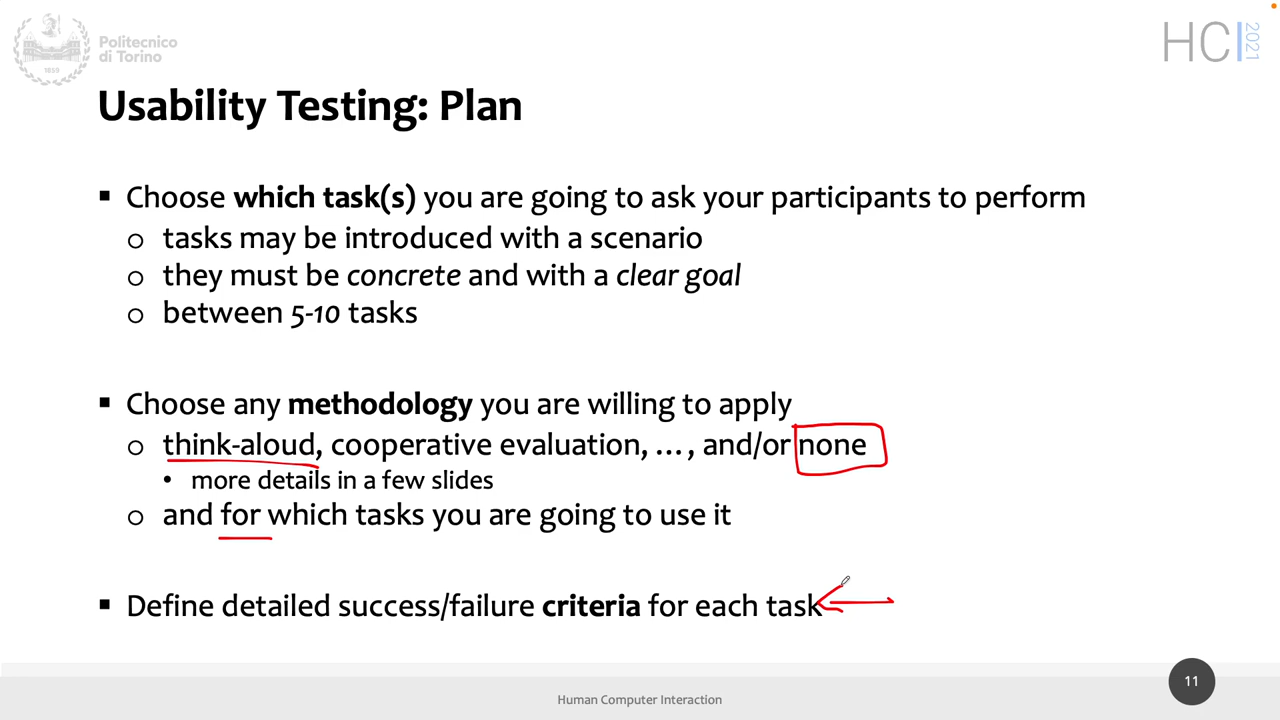 Politecnico
di Torino
1859
HCI
2021
Usability Testing: Plan
▪ Choose which task(s) you are going to ask your participants to perform
o tasks may be introduced with a scenario
o they must be concrete and with a clear goal
o between 5-10 tasks
▪ Choose any methodology you are willing to apply
o think-aloud, cooperative evaluation, …, and/or none
• more details in a few slides
o and for which tasks you are going to use it
▪ Define detailed success/failure criteria for each task
11
Human Computer Interaction